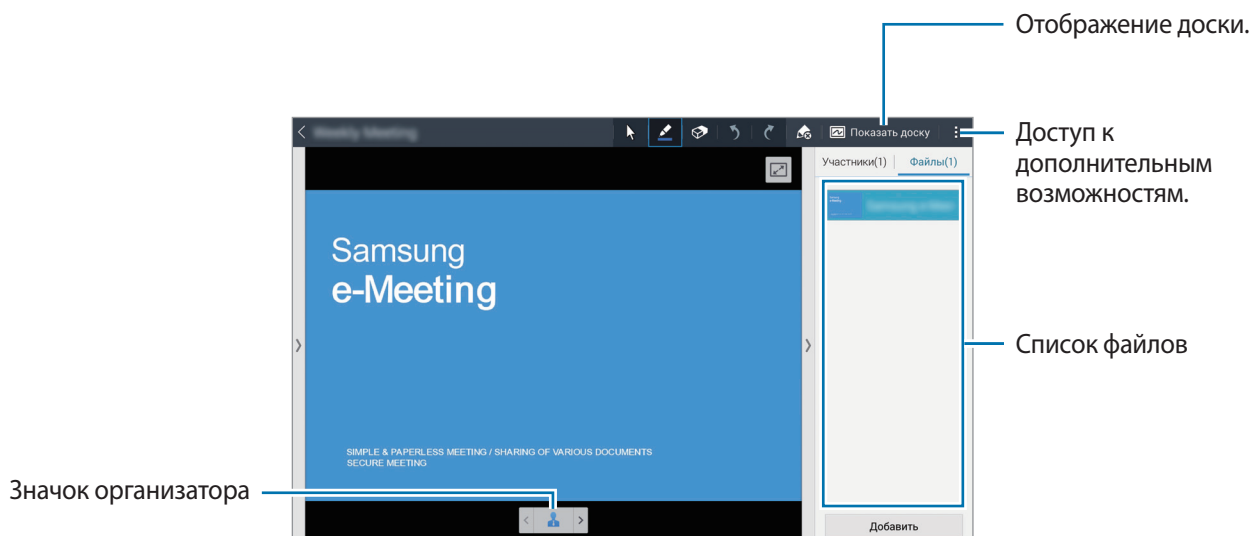 Отображение доски.
Показать доску
Доступ к
дополнительным
возможностям.
Участники(1)
Файлы(1)
Samsung
e-Meeting
Список файлов
SIMPLE & PAPERLESS MEETING / SHARING OF VARIOUS DOCUMENTS
SECURE MEETING
Значок организатора
Добавить